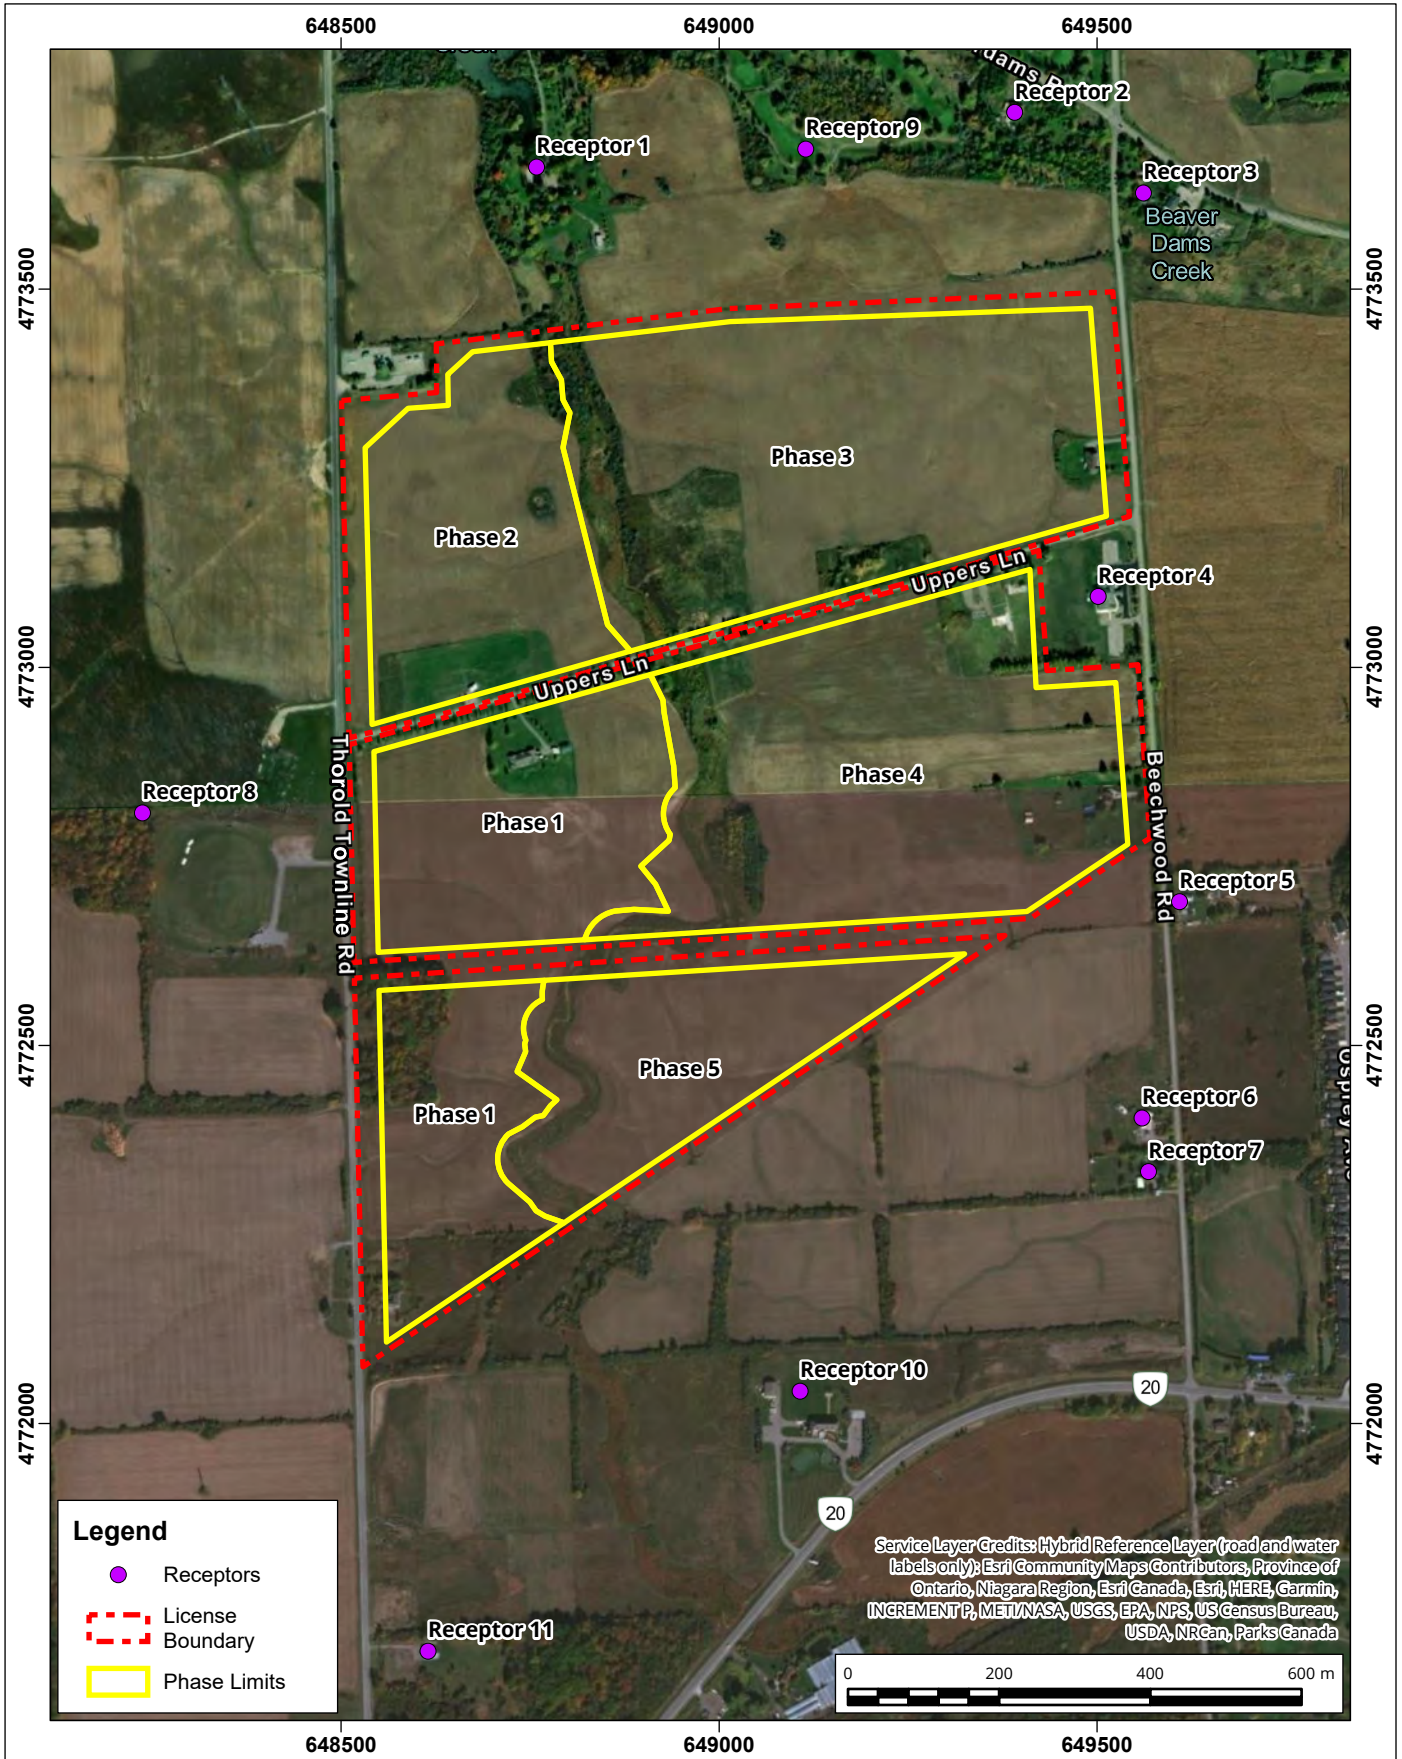 648500
649000
649500
Receptor 2
Receptor 9
Receptor 1
Receptor 3
Beaver
Dams
Creek
4773500
4773500
Phase 3
Phase 2
Uppers Ln
Receptor 4
4773000
4773000
Uppers Ln
Thorold Townline Rd
Beechwood Rd
Phase 4
Receptor 8
Phase 1
Receptor 5
4772500
4772500
Phase 5
Phase 1
Receptor 6
Receptor 7
Receptor 10
20
4772000
4772000
20
Legend
Receptors
License
Boundary
Phase Limits
Receptor 11
Service Layer Credits: Hybrid Reference Layer (road and water
labels only): Esri Community Maps Contributors, Province of
Ontario, Niagara Region, Esri Canada, Esri, HERE, Garmin,
INCREMENT P, METI/NASA, USGS, EPA, NPS, US Census Bureau,
USDA, NRCan, Parks Canada
0 200 400 600 m
648500
649000
649500